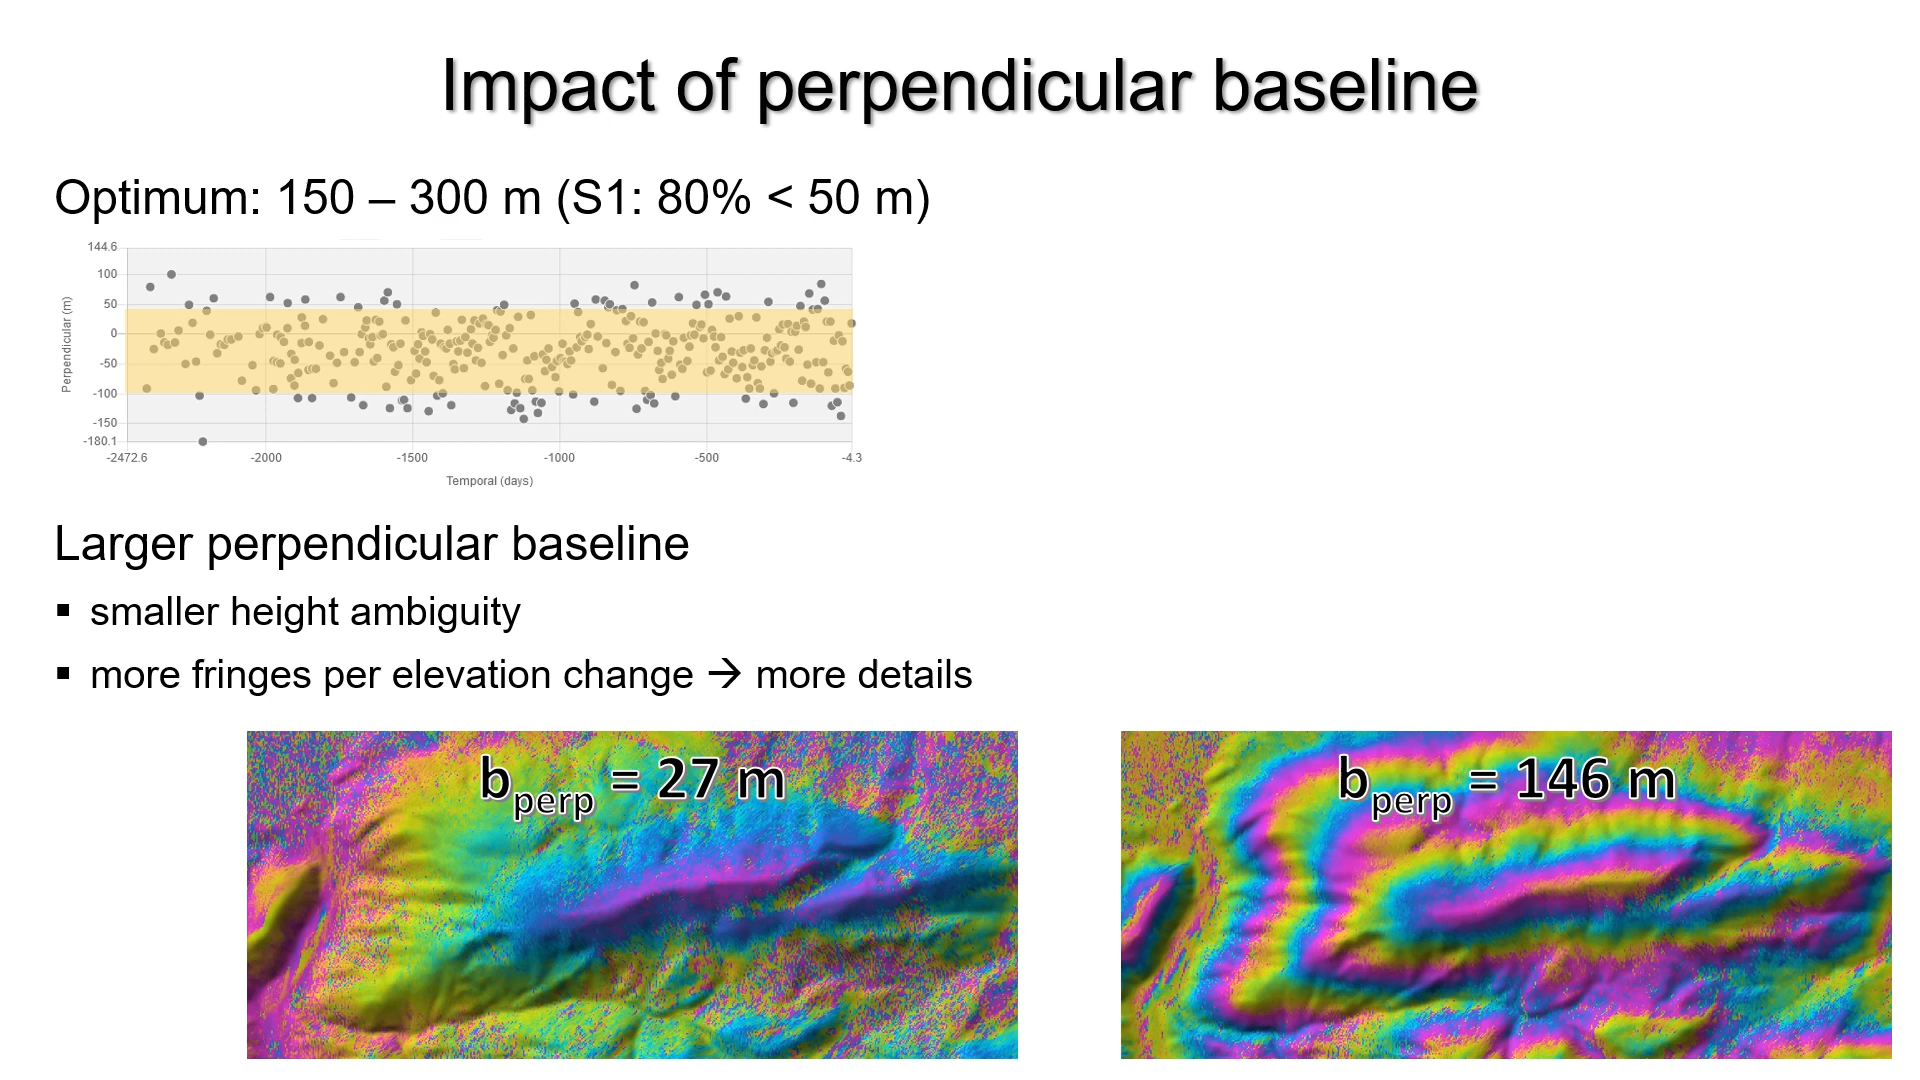 Impact of perpendicular baseline
Optimum: 150 – 300 m (S1: 80% < 50 m)
144.6
100
50
0
-50
-100
-150
-180.1
Perpendicular (m)
-2472.6 -2000 -1500 -1000 -500 -4.3
Temporal (days)
Larger perpendicular baseline
▪ smaller height ambiguity
▪ more fringes per elevation change → more details
bperp = 27 m
bperp = 146 m